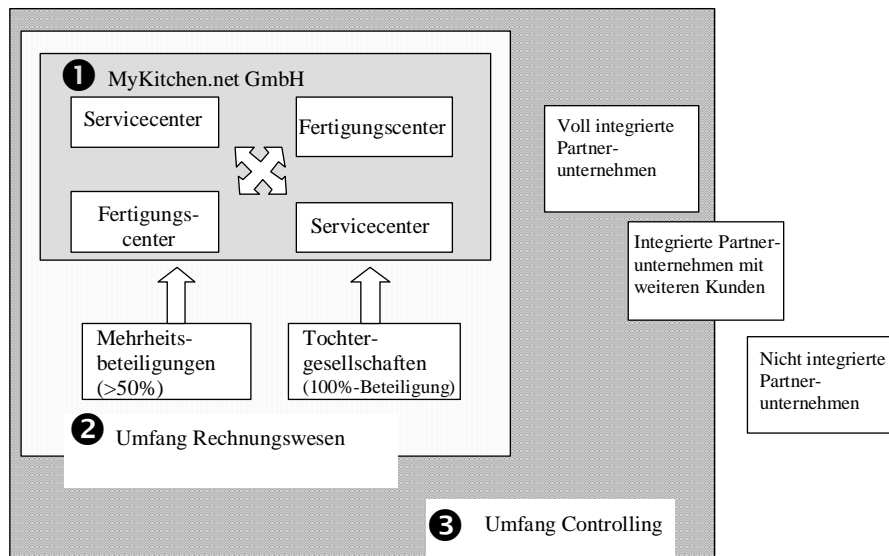 ❶ MyKitchen.net GmbH
Servicecenter
Fertigungscenter
Fertigungs-
center
Servicecenter
Mehrheits-
beteiligungen
(>50%)
Tochter-
gesellschaften
(100%-Beteiligung)
❷ Umfang Rechnungswesen
❸ Umfang Controlling
Voll integrierte
Partner-
unternehmen
Integrierte Partner-
unternehmen mit
weiteren Kunden
Nicht integrierte
Partner-
unternehmen